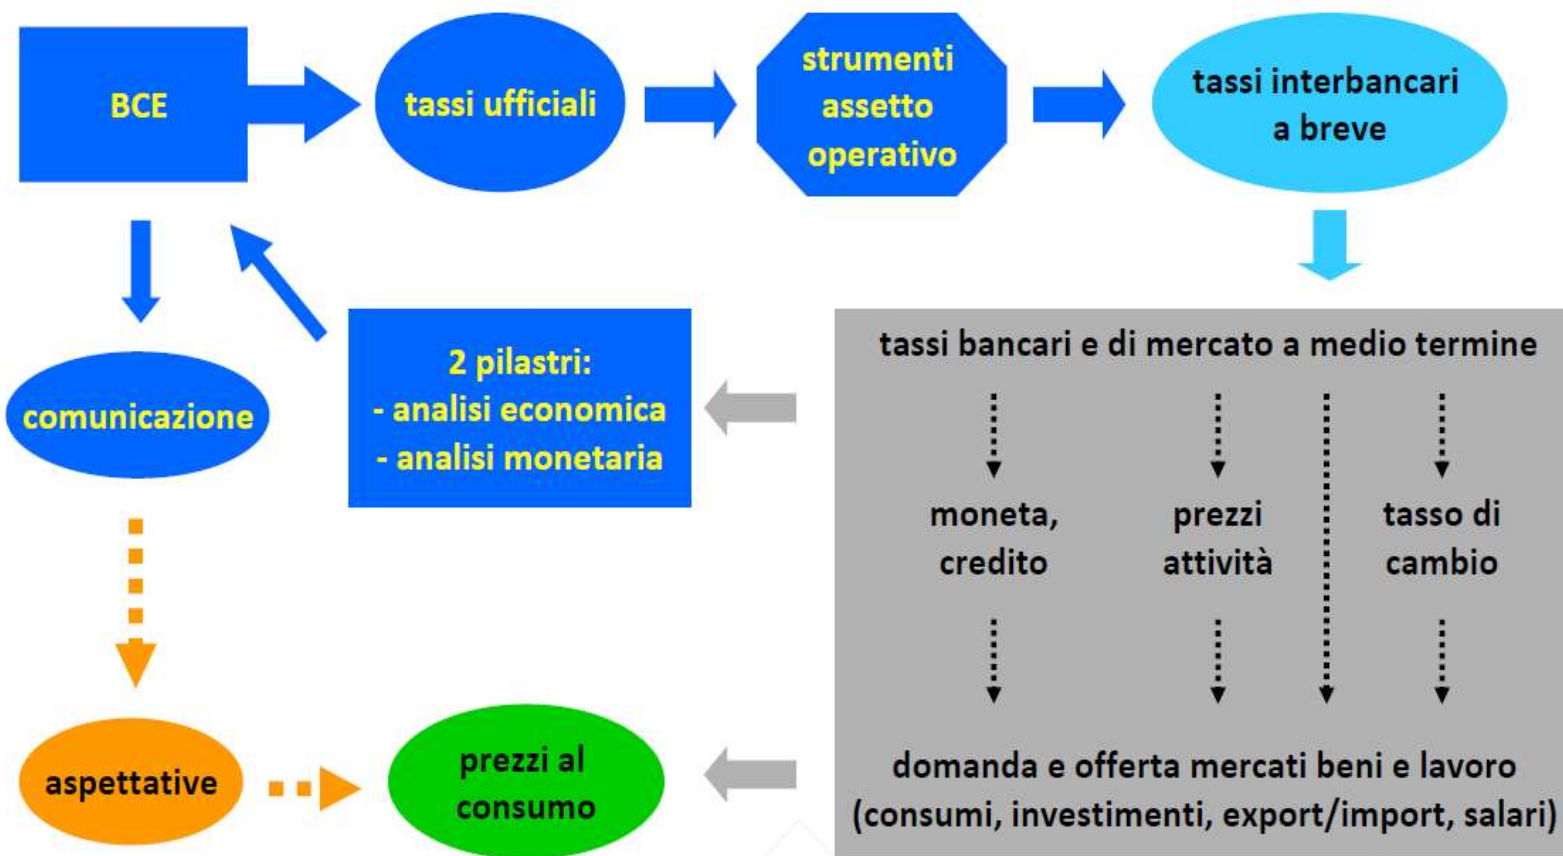 BCE
tassi ufficiali
strumenti
assetto
operativo
tassi interbancari
a breve
comunicazione
2 pilastri:
- analisi economica
- analisi monetaria
tassi bancari e di mercato a medio termine
moneta,
credito
prezzi
attività
tasso di
cambio
aspettative
prezzi al
consumo
domanda e offerta mercati beni e lavoro
(consumi, investimenti, export/import, salari)